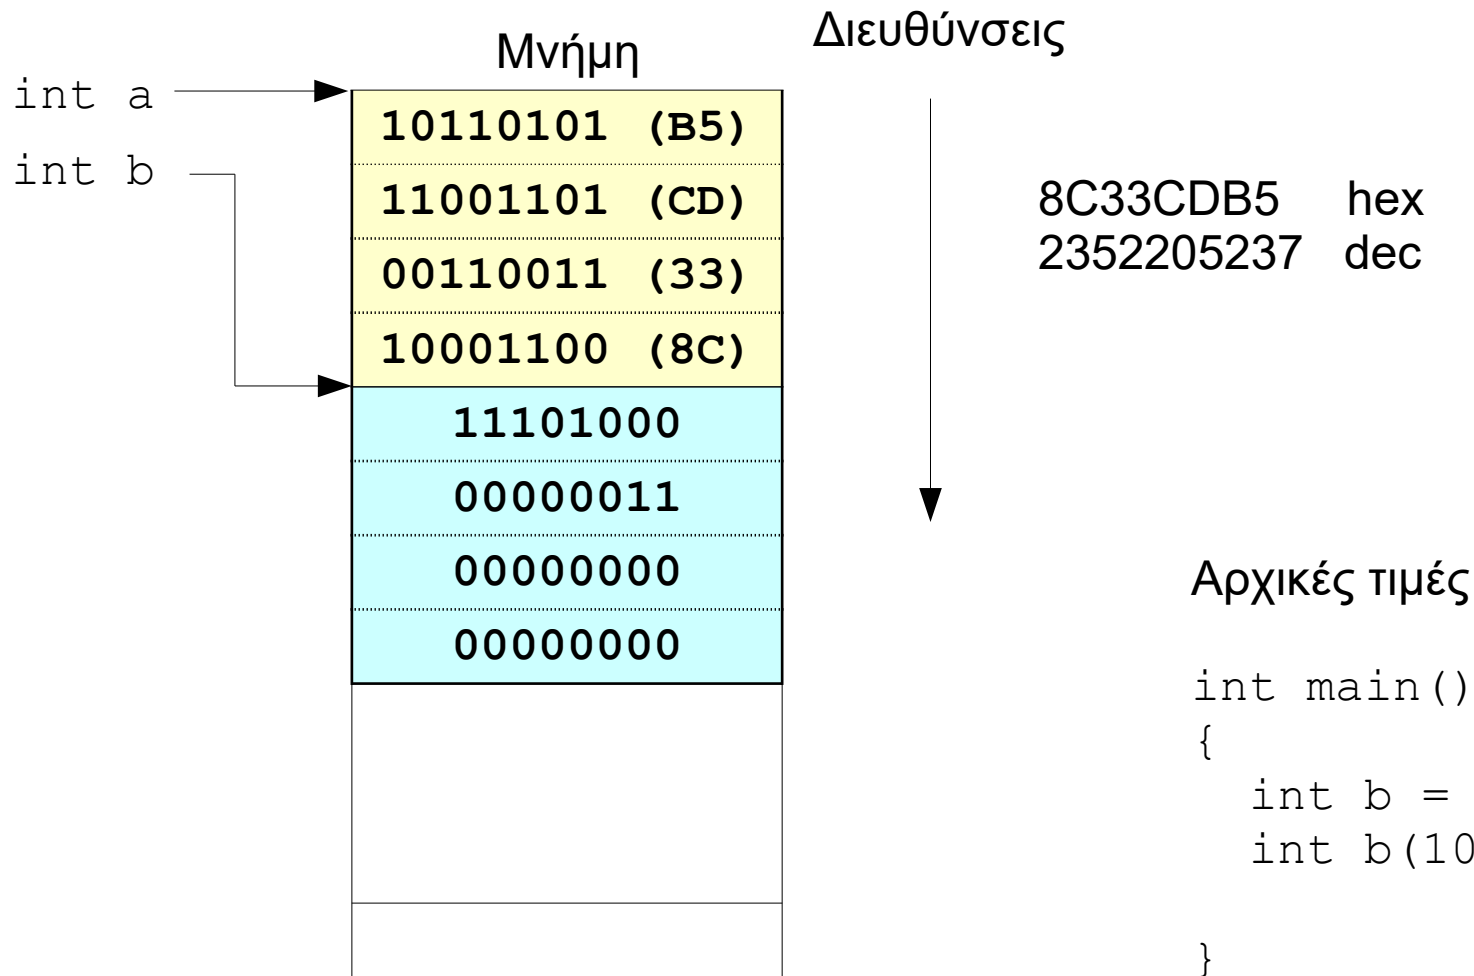 Μνήμη
Διευθύνσεις
int a
int b
10110101 (B5)
11001101 (CD)
00110011 (33)
10001100 (8C)
11101000
00000011
00000000
00000000
8C33CDB5 hex
2352205237 dec
Αρχικές τιμές
int main()
{
int b =
int b(10
}